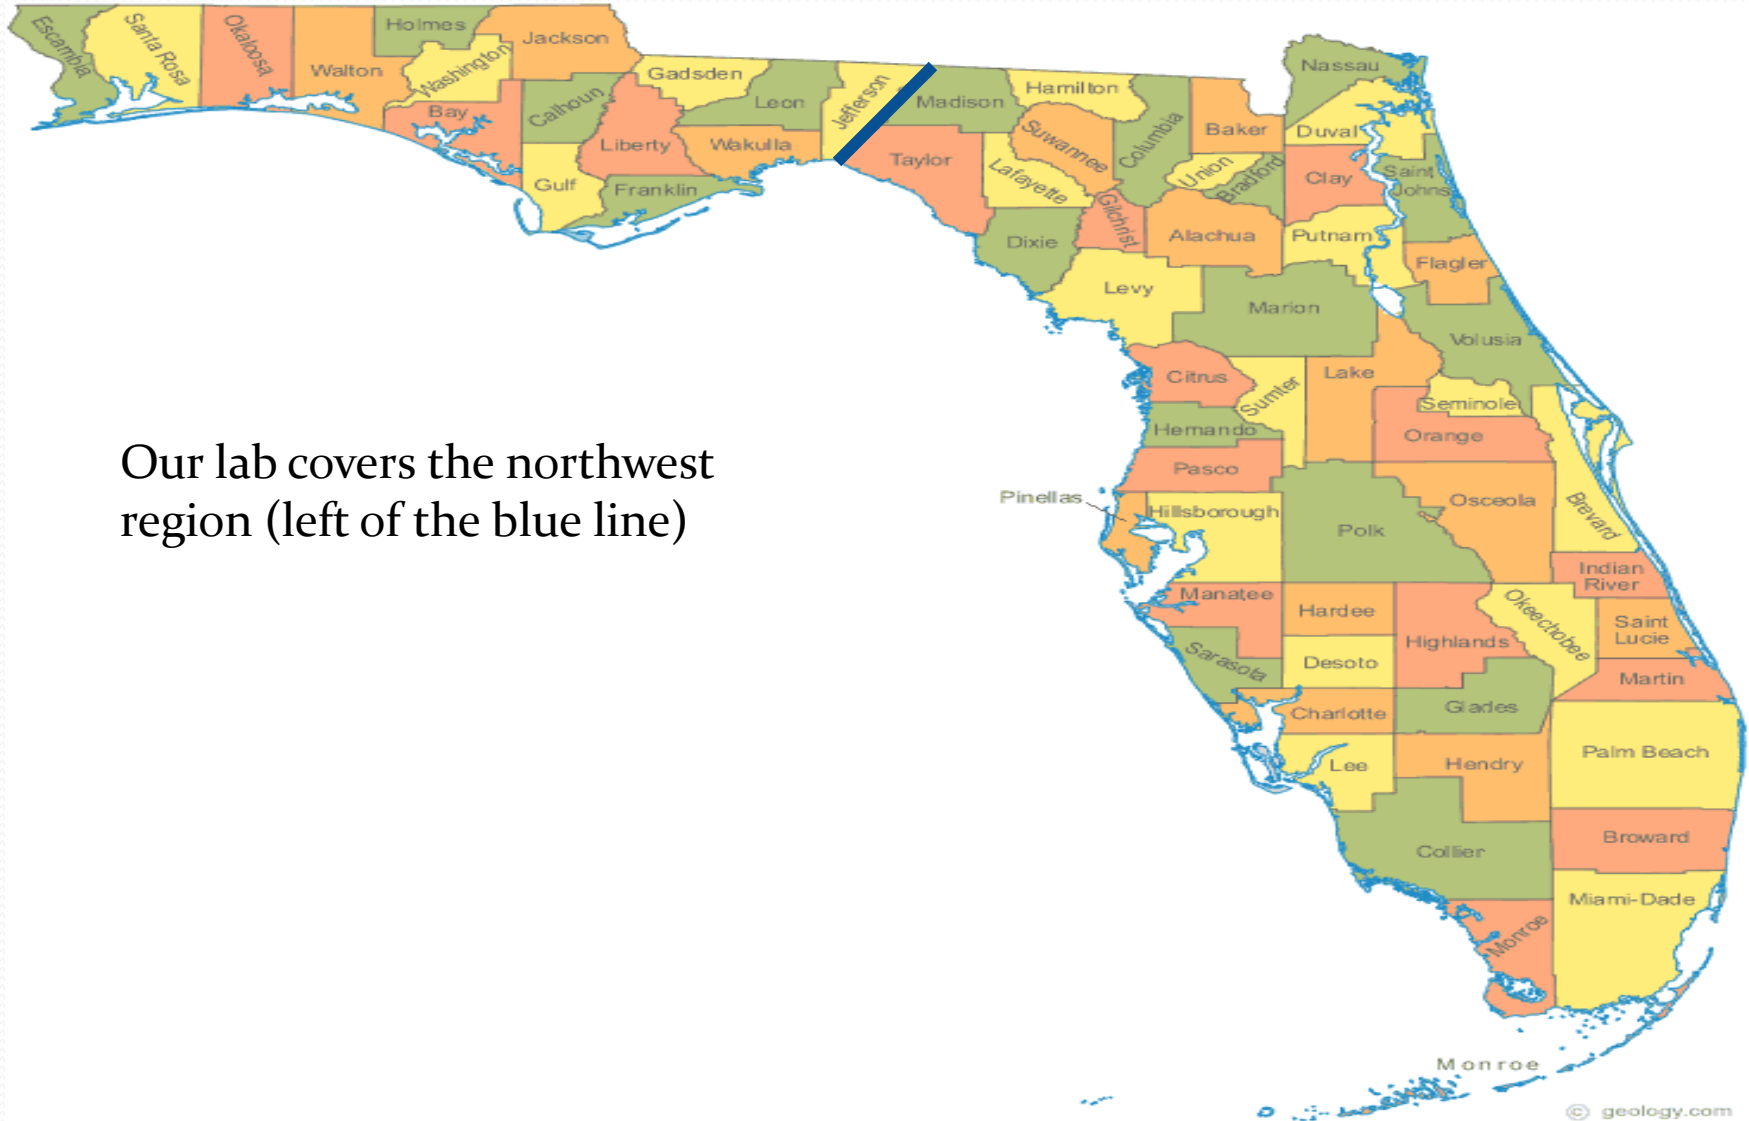 Escambia
Santa Rosa
Okaloosa
Walton
Holmes
Washington
Jackson
Bay
Calhoun
Gulf
Liberty
Gadsden
Leon
Wakulla
Franklin
Jefferson
Madison
Taylor
Hamilton
Suwannee
Lafayette
Dixie
Columbia
Gilchrist
Baker
Union
Bradford
Alachua
Levy
Nassau
Duval
Clay
Saint
Johns
Putnam
Flagler
Marion
Volusia
Citrus
Sumter
Lake
Seminole
Hernando
Orange
Pasco
Pinellas
Hillsborough
Polk
Osceola
Brevard
Indian
River
Manatee
Hardee
Highlands
Okeechobee
Saint
Lucie
Sarasota
Desoto
Martin
Charlotte
Glades
Lee
Hendry
Palm Beach
Collier
Broward
Miami-Dade
Monroe
Monroe
Our lab covers the northwest
region (left of the blue line)
© geology.com